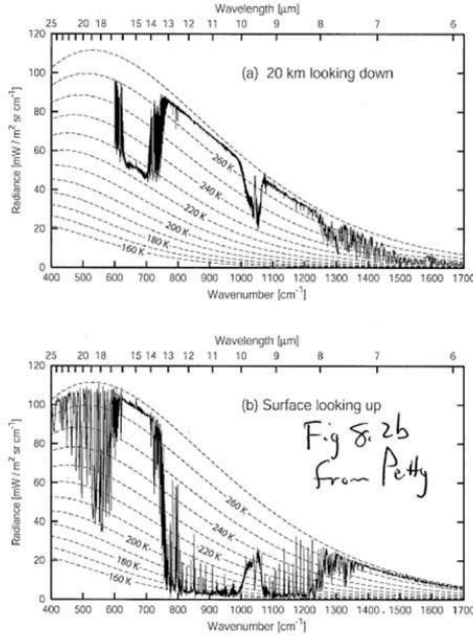 Wavelength [μm]
25 20 18 16 15 14 13 12 11 10 9 8 7 6
(a) 20 km looking down
Radiance [mW / m² sr cm⁻¹]
120
100
80
60
40
20
0
260 K
240 K
220 K
200 K
180 K
160 K
400 500 600 700 800 900 1000 1100 1200 1300 1400 1500 1600 1700
Wavenumber [cm⁻¹]
Wavelength [μm]
25 20 18 16 15 14 13 12 11 10 9 8 7 6
(b) Surface looking up
Fig 8.2b
from Petty
Radiance [mW / m² sr cm⁻¹]
120
100
80
60
40
20
0
260 K
240 K
220 K
200 K
180 K
160 K
400 500 600 700 800 900 1000 1100 1200 1300 1400 1500 1600 1700
Wavenumber [cm⁻¹]